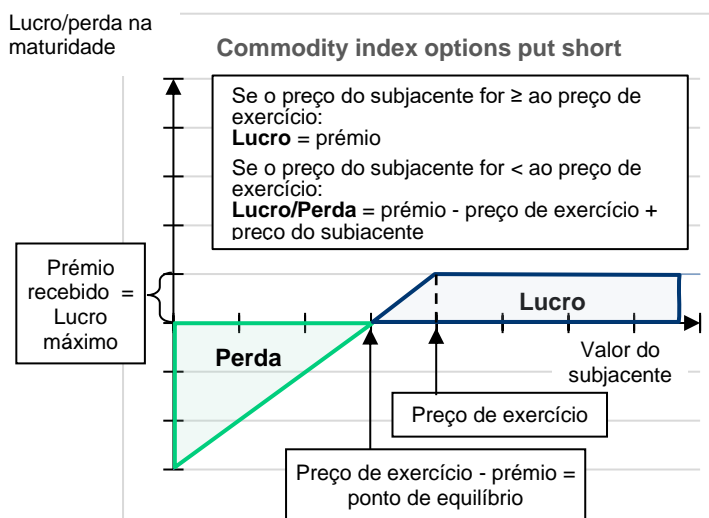 Lucro/perda na
maturidade
Commodity index options put short
Se o preço do subjacente for ≥ ao preço de
exercício:
Lucro = prémio
Se o preço do subjacente for < ao preço de
exercício:
Lucro/Perda = prémio - preço de exercício +
preço do subjacente
Prémio
recebido =
Lucro
máximo
Lucro
Perda
Valor do
subjacente
Preço de exercício
Preço de exercício - prémio =
ponto de equilíbrio